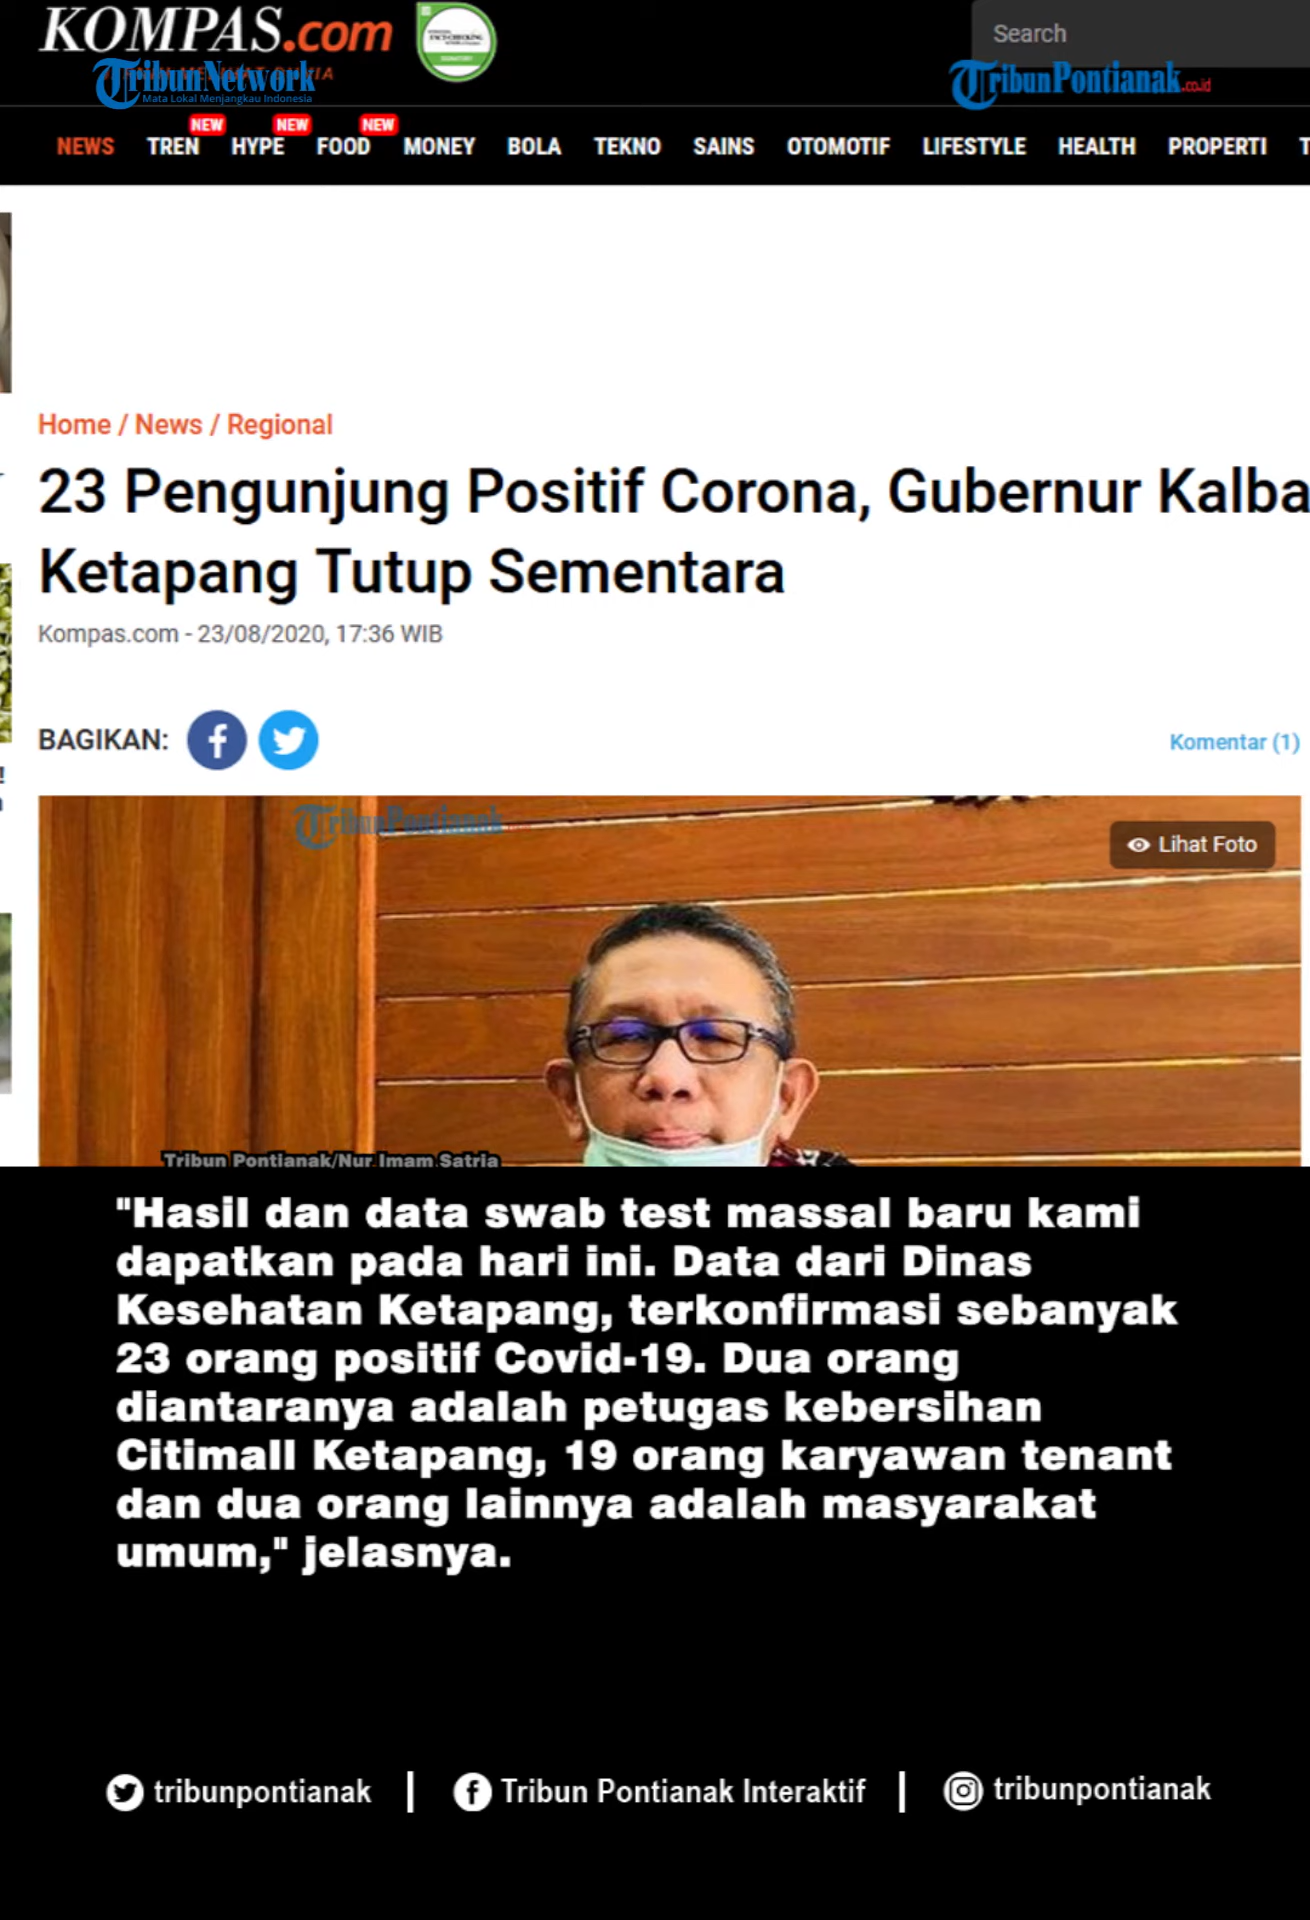 KOMPAS.com
TribunNetwork
Mata Lokal Menjangkau Indonesia
Search
TribunPontianak.co.id
NEW NEW NEW
NEWS TREN HYPE FOOD MONEY BOLA TEKNO SAINS OTOMOTIF LIFESTYLE HEALTH PROPERTI T
Home / News / Regional
23 Pengunjung Positif Corona, Gubernur Kalba
Ketapang Tutup Sementara
Kompas.com - 23/08/2020, 17:36 WIB
BAGIKAN:
Komentar (1)
TribunPontianak
Lihat Foto
Tribun Pontianak/Nur Imam Satria
"Hasil dan data swab test massal baru kami
dapatkan pada hari ini. Data dari Dinas
Kesehatan Ketapang, terkonfirmasi sebanyak
23 orang positif Covid-19. Dua orang
diantaranya adalah petugas kebersihan
Citimall Ketapang, 19 orang karyawan tenant
dan dua orang lainnya adalah masyarakat
umum," jelasnya.
tribunpontianak | Tribun Pontianak Interaktif | tribunpontianak